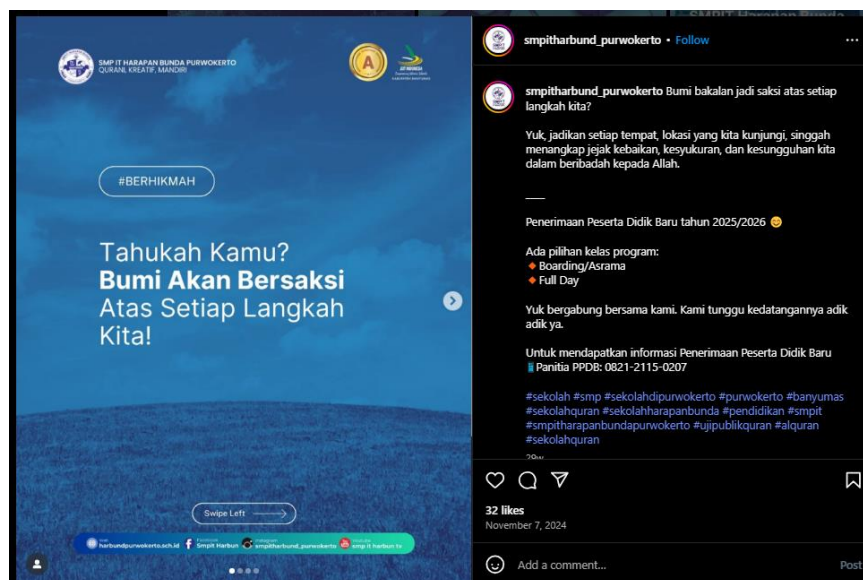 SMP IT HARAPAN BUNDA PURWOKERTO
QURANI, KREATIF, MANDIRI
A
#BERHIKMAH
Tahukah Kamu?
Bumi Akan Bersaksi
Atas Setiap Langkah
Kita!
Swipe Left
harbundpurwokerto.sch.id
Smpit Harbun
smpitharbund_purwokerto
smp it harbun to
smpitharbund_purwokerto • Follow
smpitharbund_purwokerto Bumi bakalan jadi saksi atas setiap
langkah kita?
Yuk, jadikan setiap tempat, lokasi yang kita kunjungi, singgah
menangkap jejak kebaikan, kesyukuran, dan kesungguhan kita
dalam beribadah kepada Allah.
Penerimaan Peserta Didik Baru tahun 2025/2026 😊
Ada pilihan kelas program:
🔸Boarding/Asrama
🔸Full Day
Yuk bergabung bersama kami. Kami tunggu kedatangannya adik
adik ya.
Untuk mendapatkan informasi Penerimaan Peserta Didik Baru
📱Panitia PPDB: 0821-2115-0207
#sekolah #smp #sekolahdipurwokerto #purwokerto #banyumas
#sekolahquran #sekolahharapanbunda #pendidikan #smpit
#smpitharapanbundapurwokerto #ujipublikquran #alquran
#sekolahquran
29w
32 likes
November 7, 2024
Add a comment...
Post